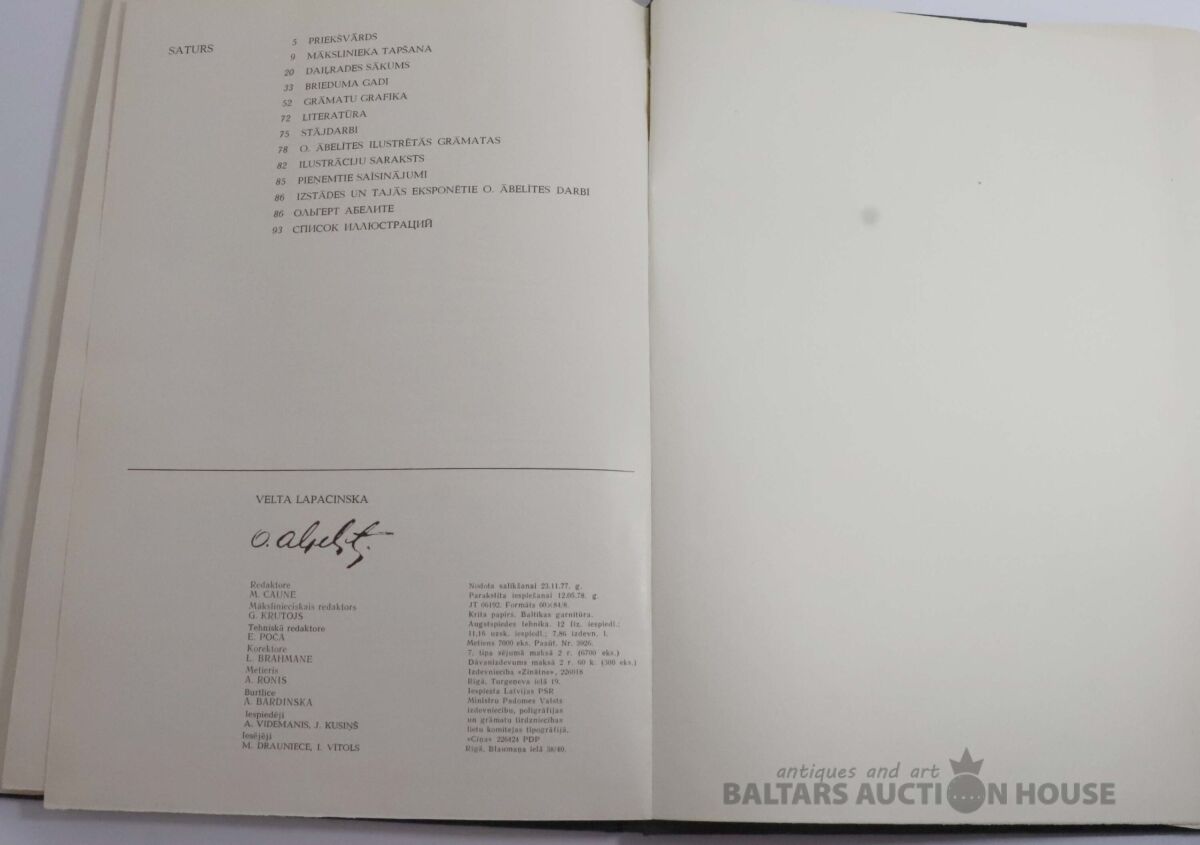 SATURS
5 PRIEKŠVĀRDS
9 MĀKSLINIEKA TAPŠANA
20 DAIĻRADES SĀKUMS
33 BRIEDUMA GADI
52 GRĀMATU GRAFIKA
72 LITERATŪRA
75 STĀJDARBI
78 O. ĀBELĪTES ILUSTRĒTĀS GRĀMATAS
82 ILUSTRĀCIJU SARAKSTS
85 PIEŅEMTIE SAĪSINĀJUMI
86 IZSTĀDES UN TAJĀS EKSPONĒTIE O. ĀBELĪTES DARBI
86 ОЛЬГЕРТ АБЕЛИТЕ
93 СПИСОК ИЛЛЮСТРАЦИЙ
VELTA LAPACINSKA
Redaktore
M. CAUNE
Mākslinieciskais redaktors
G. KRUTOJS
Tehniskā redaktore
E. POČA
Korektore
L. BRAHMANE
Metieris
A. RONIS
Burtlice
A. BARDINSKA
Iespiedēji
A. VIDEMANIS, J. KUSIŅŠ
Iesējēji
M. DRAUNIECE, I. VĪTOLS
Nodota salikšanai 23.11.77. g.
Parakstīta iespiešanai 12.05.78. g.
JT 06192. Formāts 60×84/8.
Krīta papīrs. Baltikas garnitūra.
Augstspiedes tehnika. 12 fiz. iespiedl.;
11,16 uzsk. iespiedl.; 7,86 izdevn. l.
Metiens 7000 eks. Pasūt. Nr.
7. tipa sējumā maksā 2 r. (6700 eks.)
Dāvanizdevums maksā 2 r. 60 k. (300 eks.)
Izdevniecība «Zinātne», 226018
Rīgā, Turgeņeva ielā 19.
Iespiesta Latvijas PSR
Ministru Padomes Valsts
izdevniecību, poligrāfijas
un grāmatu tirdzniecības
lietu komitejas tipogrāfijā.
«Cīņa» 226424 PDP
Rīgā, Blaumaņa ielā 38/40.
antiques and art
BALTARS AUCTION HOUSE